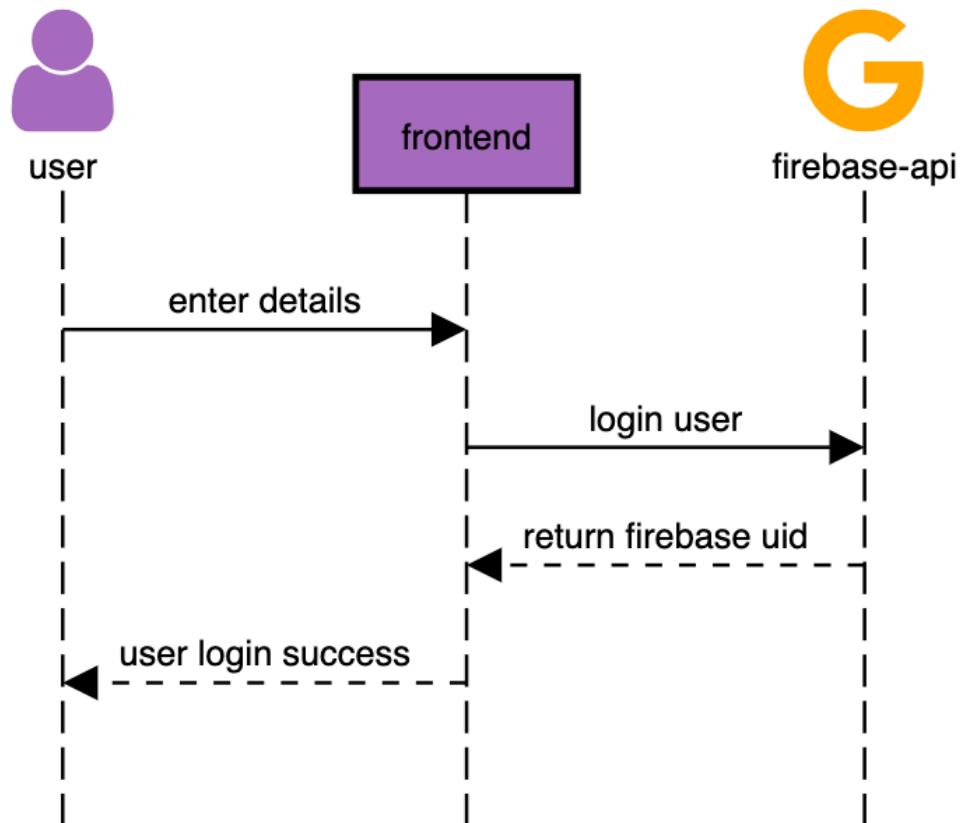 frontend
user
firebase-api
enter details
login user
return firebase uid
user login success